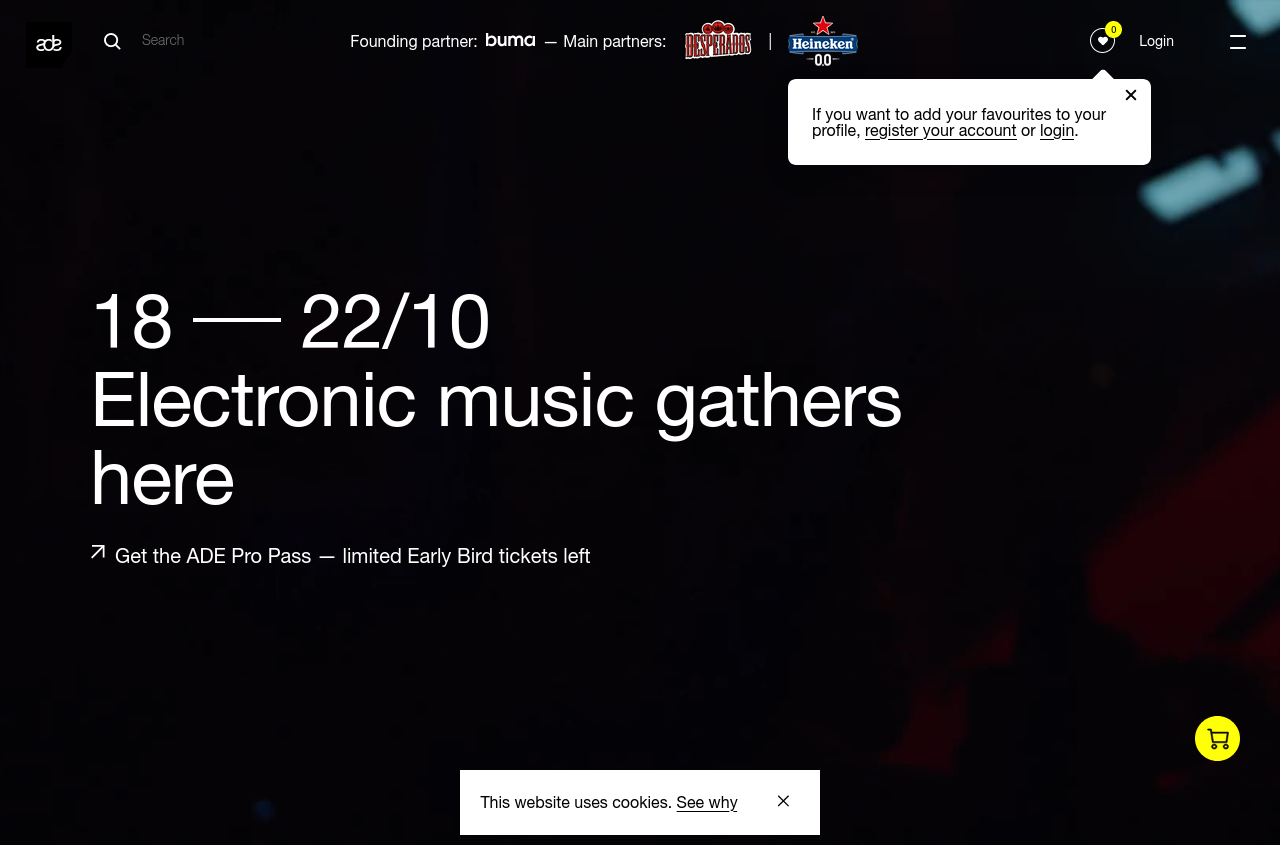 ade
Search
Founding partner: buma — Main partners: DESPERADOS | Heineken 0.0
0
Login
If you want to add your favourites to your
profile, register your account or login.
18 — 22/10
Electronic music gathers
here
Get the ADE Pro Pass — limited Early Bird tickets left
This website uses cookies. See why